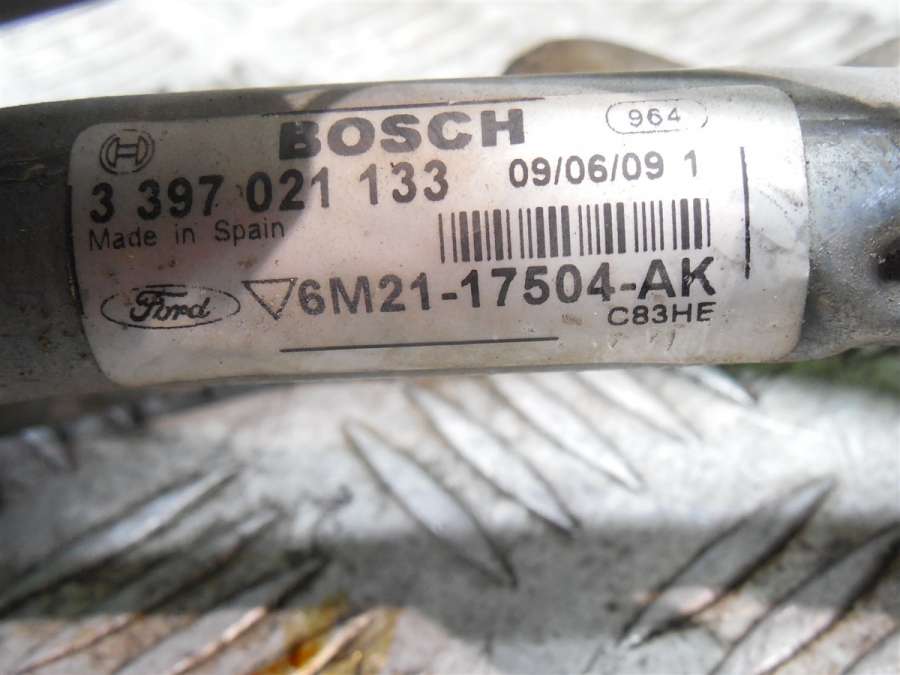 BOSCH 964
3 397 021 133 09/06/09 1
Made in Spain
Ford 6M21-17504-AK
C83HE